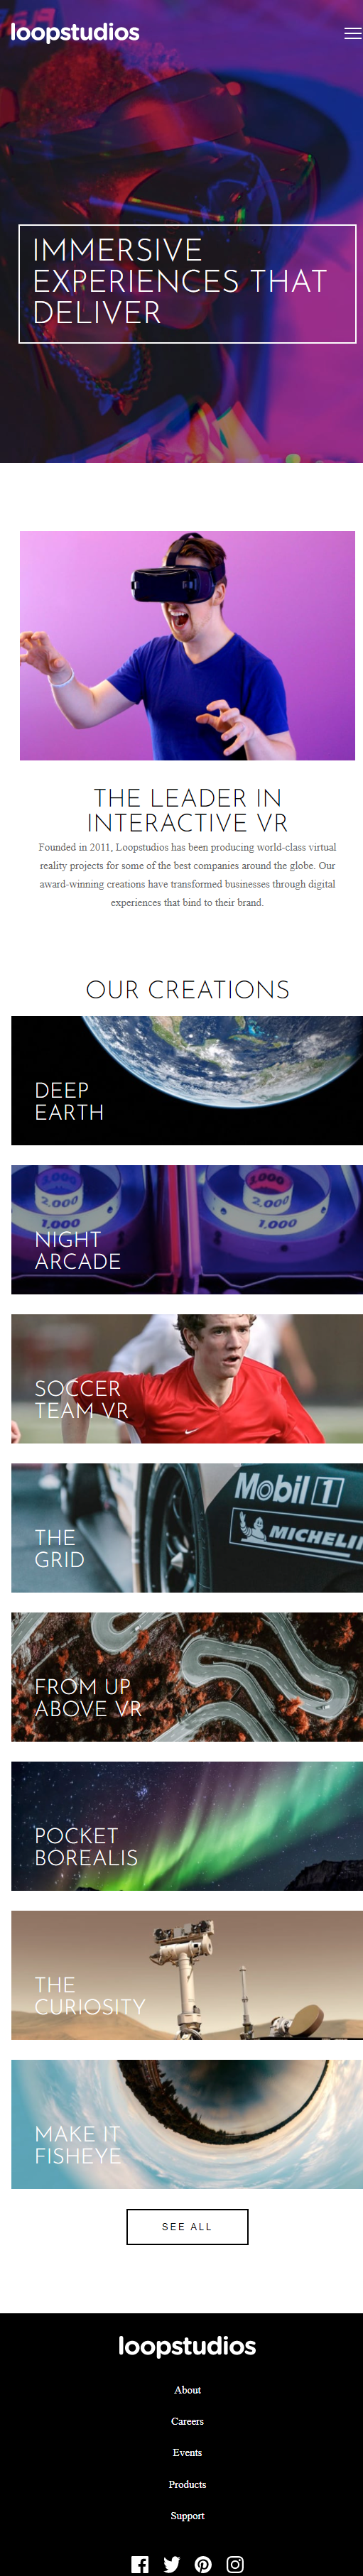 loopstudios
IMMERSIVE
EXPERIENCES THAT
DELIVER
THE LEADER IN
INTERACTIVE VR
Founded in 2011, Loopstudios has been producing world-class virtual
reality projects for some of the best companies around the globe. Our
award-winning creations have transformed businesses through digital
experiences that bind to their brand.
OUR CREATIONS
DEEP
EARTH
3,000
2,000
2,000
1,000
1,000
NIGHT
ARCADE
SOCCER
TEAM VR
Mobil 1
MICHELIN
THE
GRID
FROM UP
ABOVE VR
POCKET
BOREALIS
THE
CURIOSITY
MAKE IT
FISHEYE
SEE ALL
loopstudios
About
Careers
Events
Products
Support